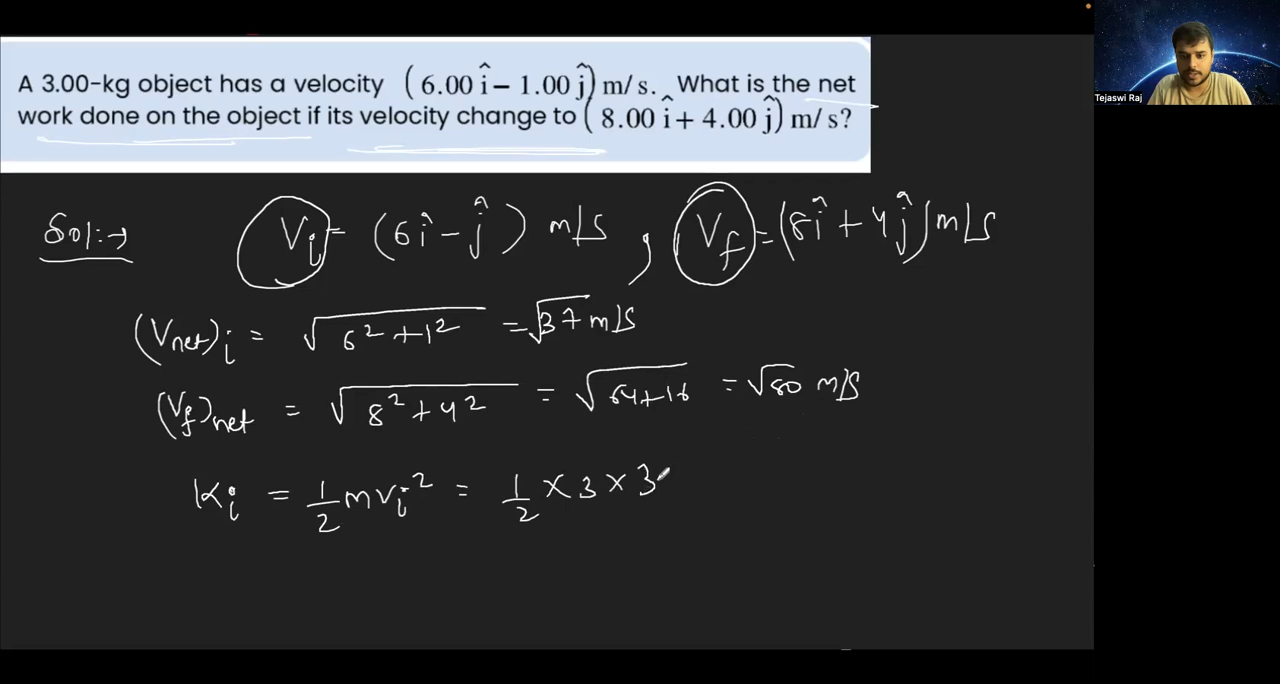 A 3.00-kg object has a velocity (6.00 î − 1.00 ĵ) m/s. What is the net
work done on the object if its velocity change to (8.00 î + 4.00 ĵ) m/s?
Tejaswi Raj
Sol:→ Vi = (6î − ĵ) m/s , Vf = (8î + 4ĵ) m/s
(Vnet)i = √(6² + 1²) = √37 m/s
(Vf)net = √(8² + 4²) = √(64+16) = √80 m/s
Ki = 1/2 mvi² = 1/2 × 3 × 3